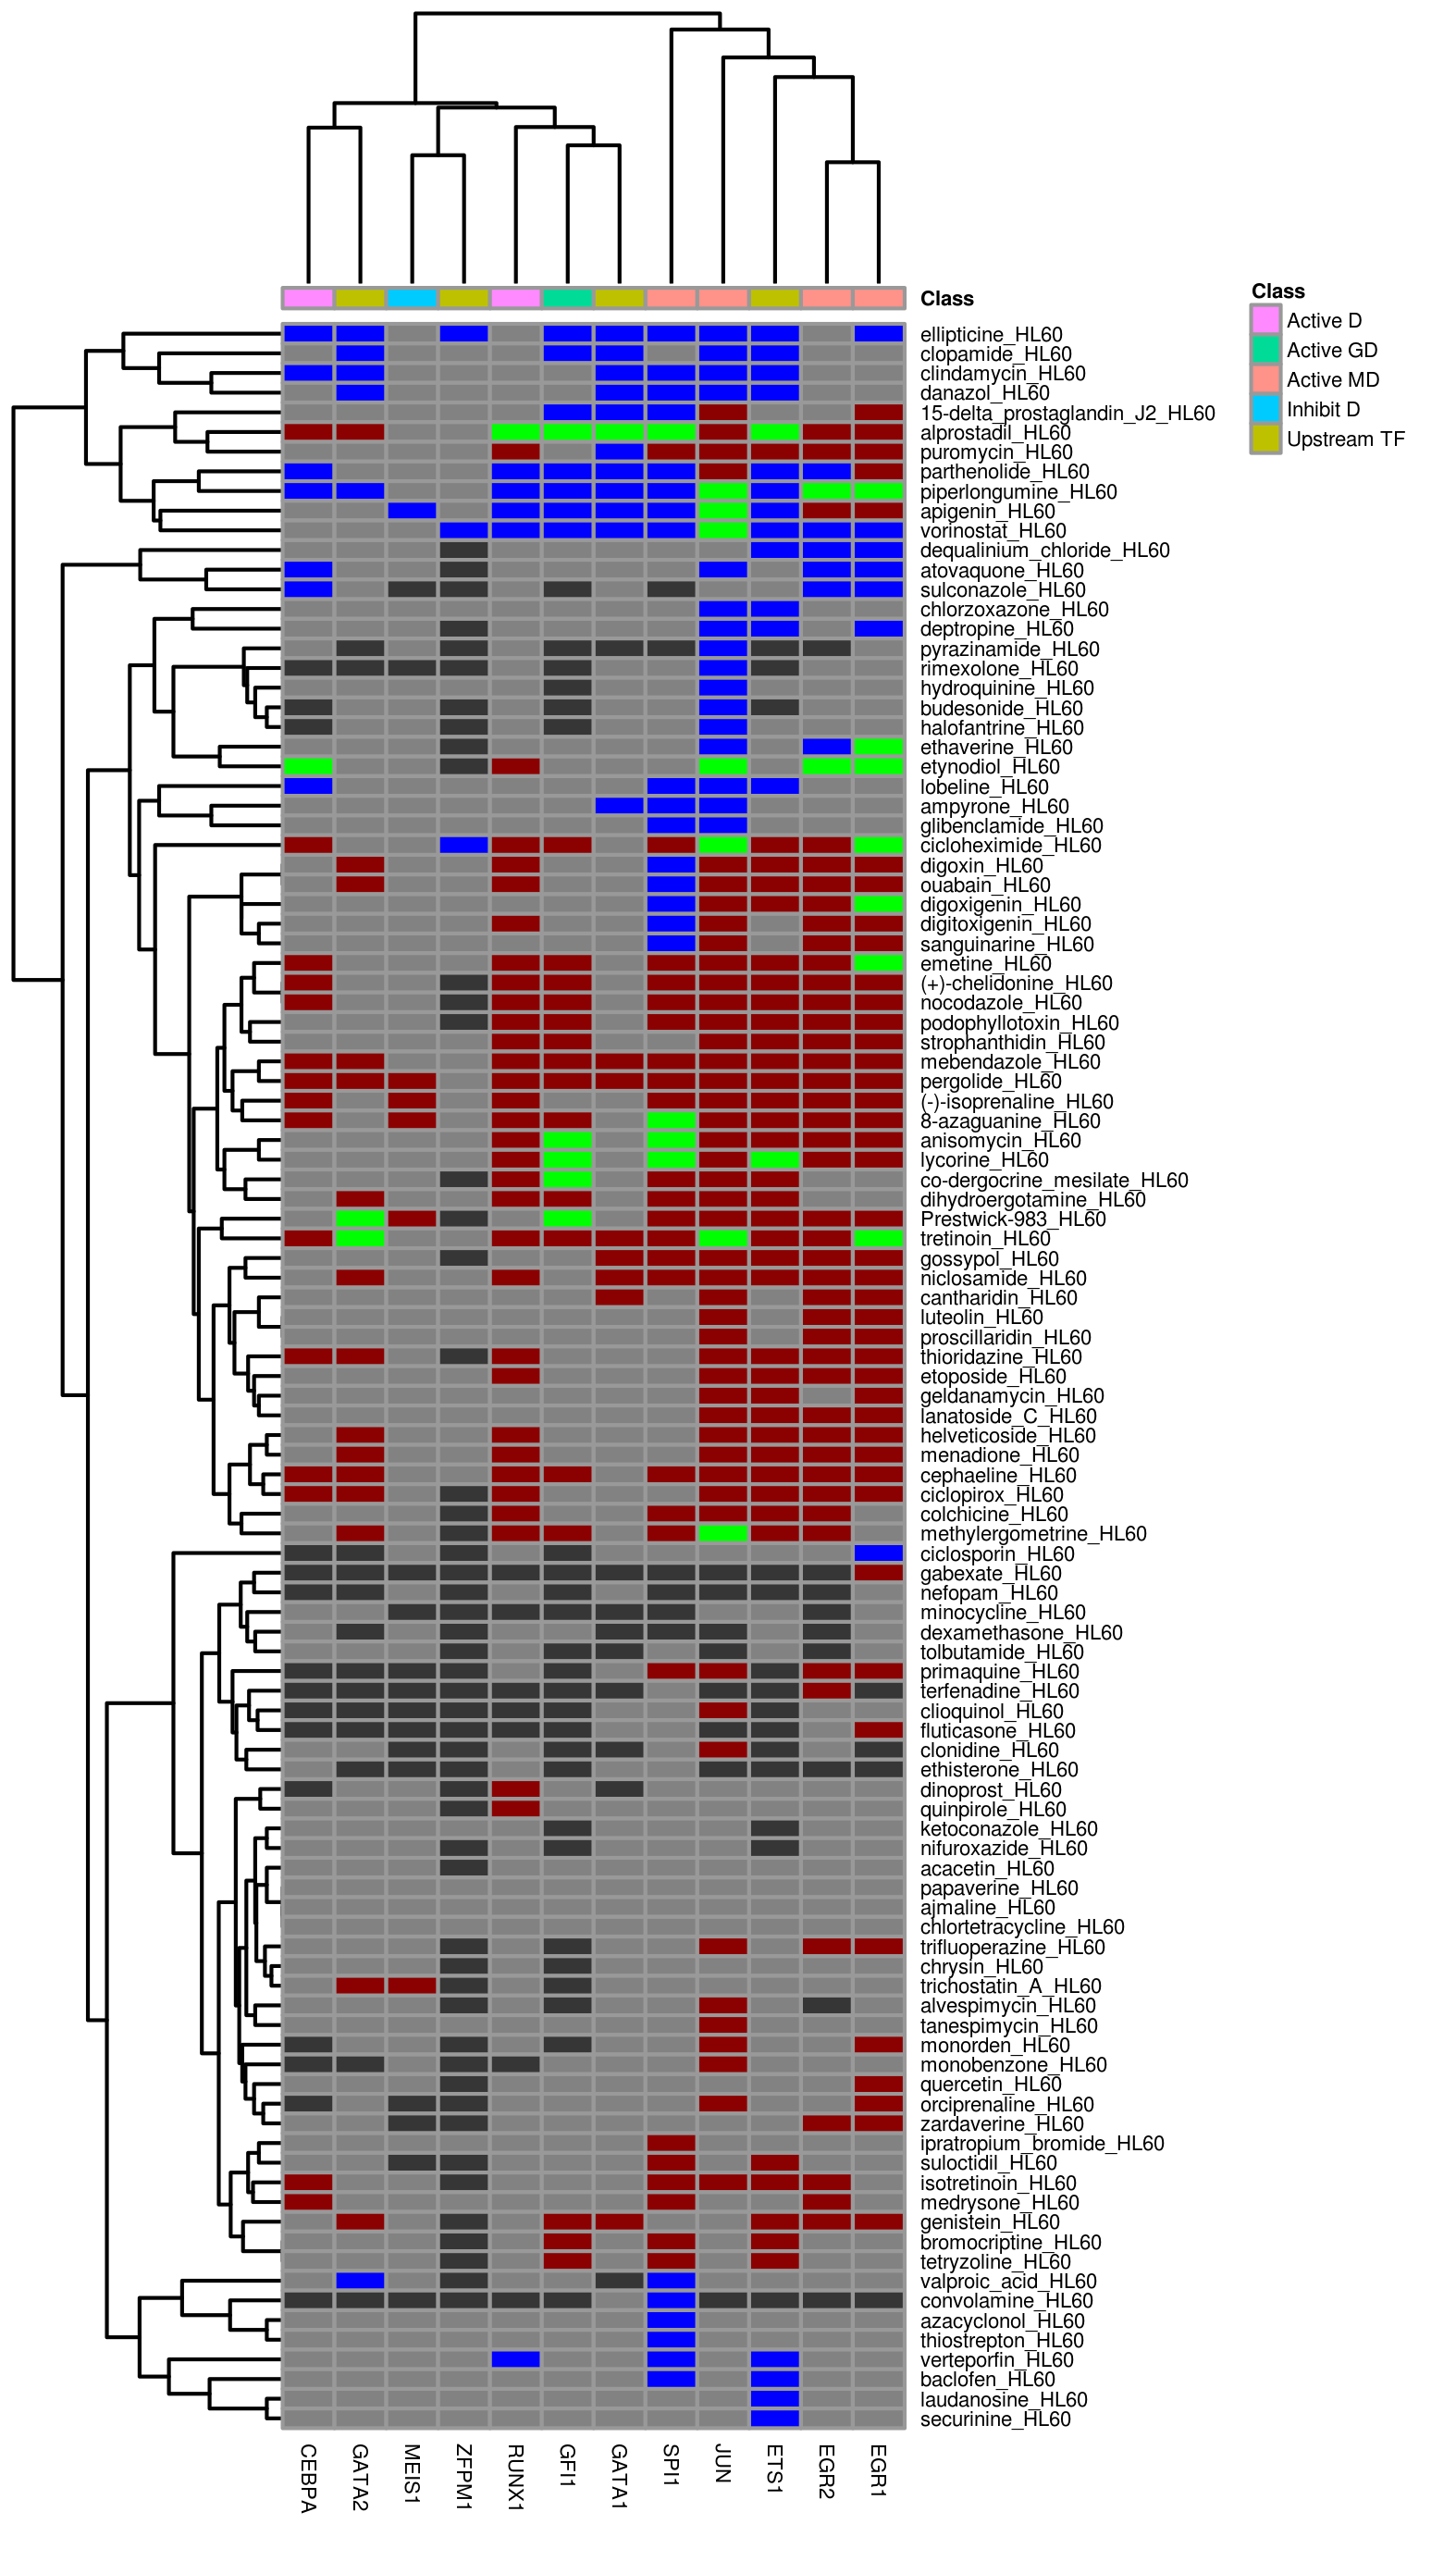 Class
Class
Active D
Active GD
Active MD
Inhibit D
Upstream TF
ellipticine_HL60
clopamide_HL60
clindamycin_HL60
danazol_HL60
15-delta_prostaglandin_J2_HL60
alprostadil_HL60
puromycin_HL60
parthenolide_HL60
piperlongumine_HL60
apigenin_HL60
vorinostat_HL60
dequalinium_chloride_HL60
atovaquone_HL60
sulconazole_HL60
chlorzoxazone_HL60
deptropine_HL60
pyrazinamide_HL60
rimexolone_HL60
hydroquinine_HL60
budesonide_HL60
halofantrine_HL60
ethaverine_HL60
etynodiol_HL60
lobeline_HL60
ampyrone_HL60
glibenclamide_HL60
cicloheximide_HL60
digoxin_HL60
ouabain_HL60
digoxigenin_HL60
digitoxigenin_HL60
sanguinarine_HL60
emetine_HL60
(+)-chelidonine_HL60
nocodazole_HL60
podophyllotoxin_HL60
strophanthidin_HL60
mebendazole_HL60
pergolide_HL60
(-)-isoprenaline_HL60
8-azaguanine_HL60
anisomycin_HL60
lycorine_HL60
co-dergocrine_mesilate_HL60
dihydroergotamine_HL60
Prestwick-983_HL60
tretinoin_HL60
gossypol_HL60
niclosamide_HL60
cantharidin_HL60
luteolin_HL60
proscillaridin_HL60
thioridazine_HL60
etoposide_HL60
geldanamycin_HL60
lanatoside_C_HL60
helveticoside_HL60
menadione_HL60
cephaeline_HL60
ciclopirox_HL60
colchicine_HL60
methylergometrine_HL60
ciclosporin_HL60
gabexate_HL60
nefopam_HL60
minocycline_HL60
dexamethasone_HL60
tolbutamide_HL60
primaquine_HL60
terfenadine_HL60
clioquinol_HL60
fluticasone_HL60
clonidine_HL60
ethisterone_HL60
dinoprost_HL60
quinpirole_HL60
ketoconazole_HL60
nifuroxazide_HL60
acacetin_HL60
papaverine_HL60
ajmaline_HL60
chlortetracycline_HL60
trifluoperazine_HL60
chrysin_HL60
trichostatin_A_HL60
alvespimycin_HL60
tanespimycin_HL60
monorden_HL60
monobenzone_HL60
quercetin_HL60
orciprenaline_HL60
zardaverine_HL60
ipratropium_bromide_HL60
suloctidil_HL60
isotretinoin_HL60
medrysone_HL60
genistein_HL60
bromocriptine_HL60
tetryzoline_HL60
valproic_acid_HL60
convolamine_HL60
azacyclonol_HL60
thiostrepton_HL60
verteporfin_HL60
baclofen_HL60
laudanosine_HL60
securinine_HL60
CEBPA
GATA2
MEIS1
ZFPM1
RUNX1
GFI1
GATA1
SPI1
JUN
ETS1
EGR2
EGR1